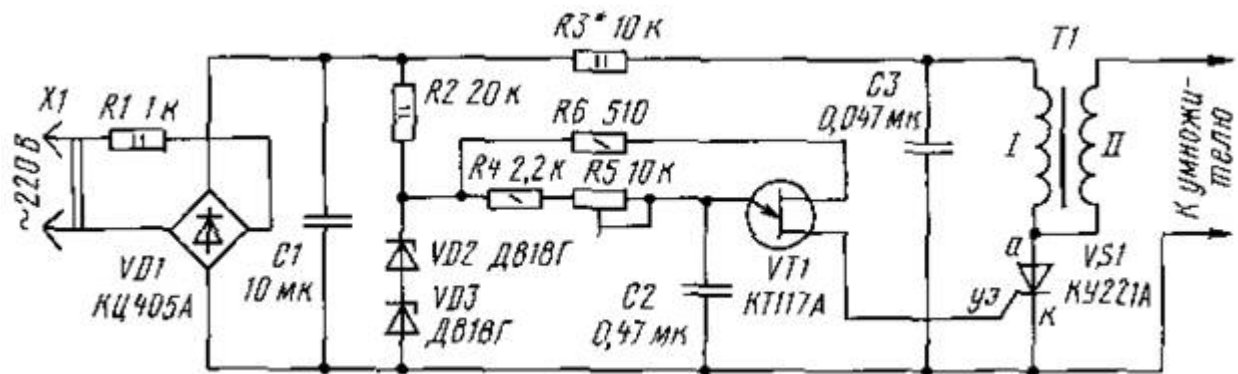 R3* 10 к
T1
X1
R1 1 к
R2 20 к
R6 510
C3
0,047 мк
~220 В
R4 2,2 к
R5 10 к
I
II
К умножи-
телю
VD1
КЦ405А
C1
10 мк
VD2 Д818Г
VD3
Д818Г
C2
0,47 мк
VT1
КТ117А
а
уэ
к
VS1
КУ221А